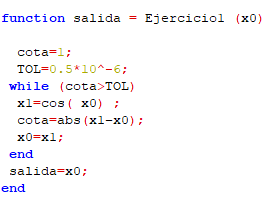 function salida = Ejercicio1 (x0)
cota=1;
TOL=0.5*10^-6;
while (cota>TOL)
x1=cos( x0) ;
cota=abs(x1-x0);
x0=x1;
end
salida=x0;
end